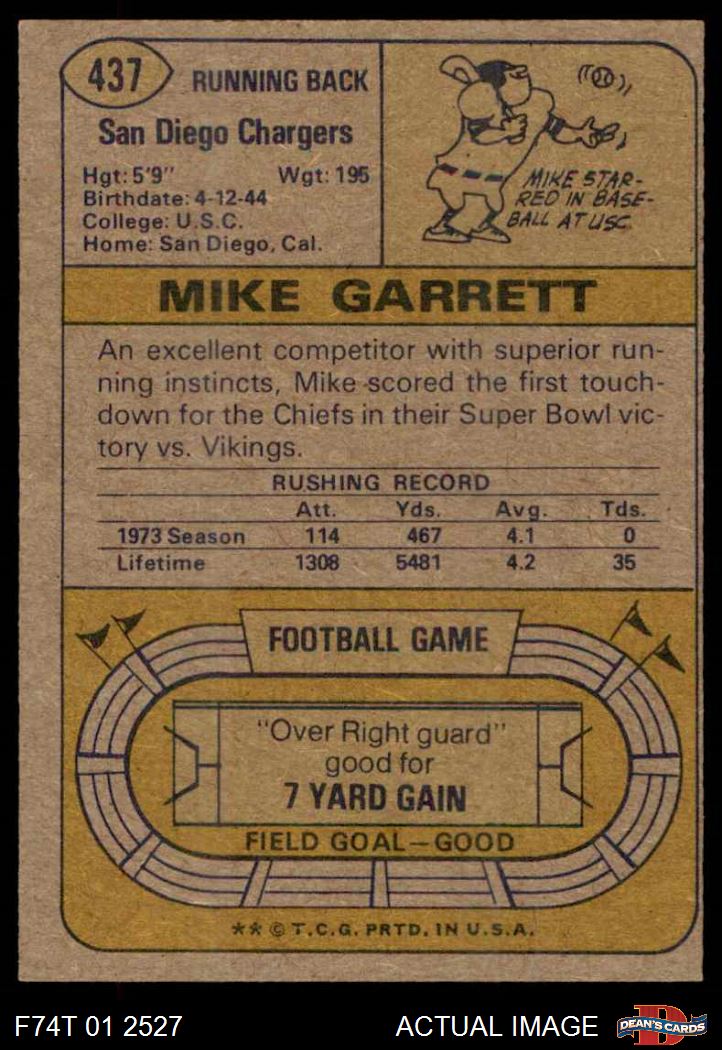 437
RUNNING BACK
San Diego Chargers
Hgt: 5'9" Wgt: 195
Birthdate: 4-12-44
College: U.S.C.
Home: San Diego, Cal.
MIKE STAR-
RED IN BASE-
BALL AT USC.
MIKE GARRETT
An excellent competitor with superior run-
ning instincts, Mike scored the first touch-
down for the Chiefs in their Super Bowl vic-
tory vs. Vikings.
RUSHING RECORD
Att. Yds. Avg. Tds.
1973 Season 114 467 4.1 0
Lifetime 1308 5481 4.2 35
FOOTBALL GAME
"Over Right guard"
good for
7 YARD GAIN
FIELD GOAL—GOOD
** © T.C.G. PRTD. IN U.S.A.
F74T 01 2527 ACTUAL IMAGE
D
DEAN'S CARDS